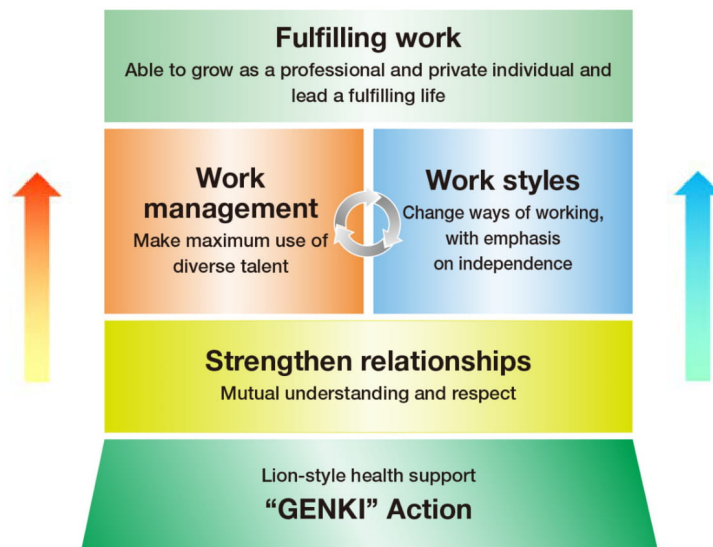 Fulfilling work
Able to grow as a professional and private individual and
lead a fulfilling life
Work
management
Make maximum use of
diverse talent
Work styles
Change ways of working,
with emphasis
on independence
Strengthen relationships
Mutual understanding and respect
Lion-style health support
“GENKI” Action